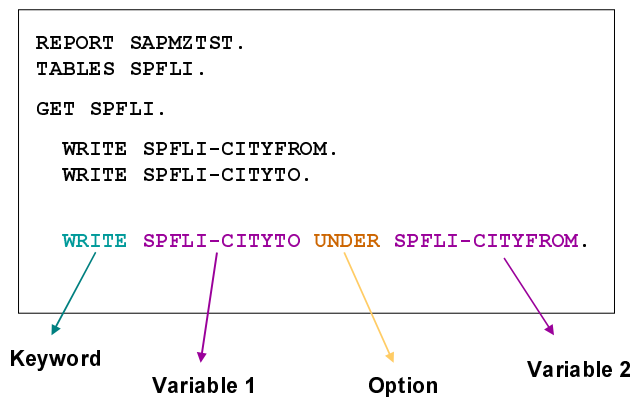 REPORT SAPMZTST.
TABLES SPFLI.
GET SPFLI.
WRITE SPFLI-CITYFROM.
WRITE SPFLI-CITYTO.
WRITE SPFLI-CITYTO UNDER SPFLI-CITYFROM.
Keyword
Variable 1
Option
Variable 2